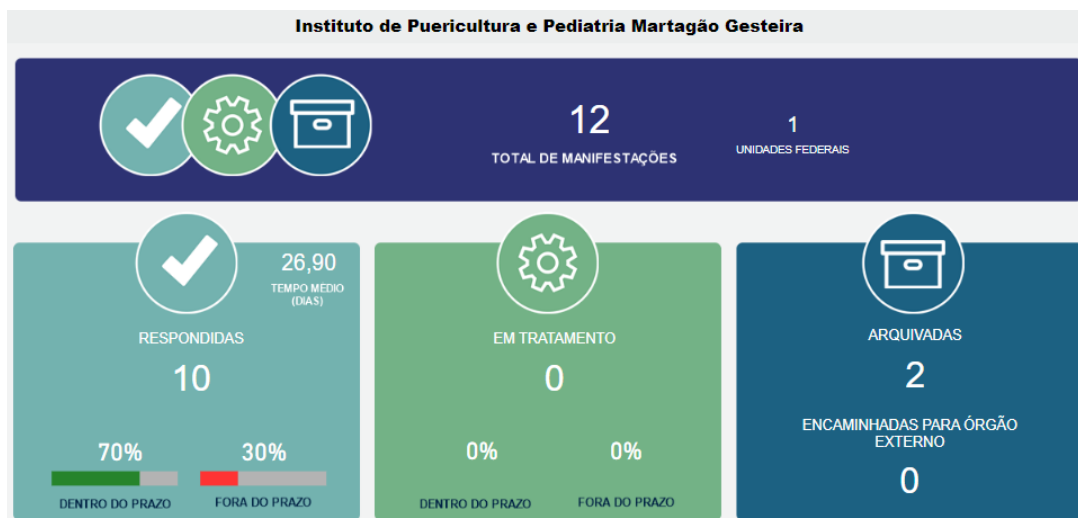 Instituto de Puericultura e Pediatria Martagão Gesteira
12
TOTAL DE MANIFESTAÇÕES
1
UNIDADES FEDERAIS
26,90
TEMPO MÉDIO
(DIAS)
RESPONDIDAS
10
70%
30%
DENTRO DO PRAZO
FORA DO PRAZO
EM TRATAMENTO
0
0%
0%
DENTRO DO PRAZO
FORA DO PRAZO
ARQUIVADAS
2
ENCAMINHADAS PARA ÓRGÃO
EXTERNO
0